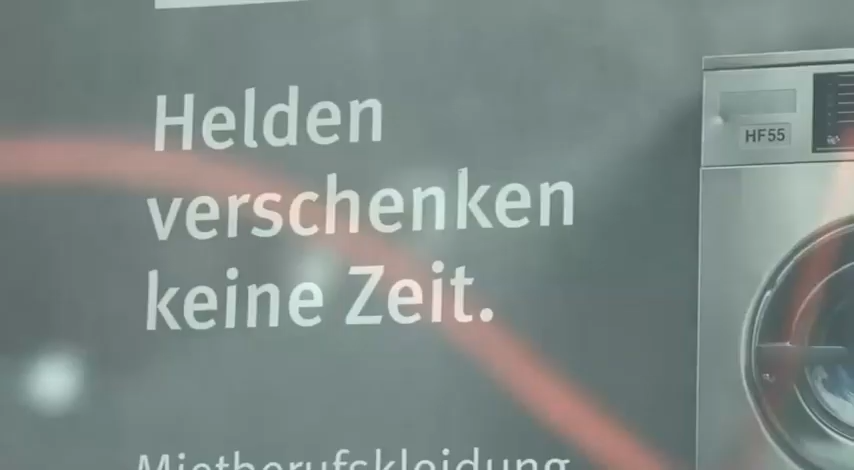 Helden
verschenken
keine Zeit.
Mietberufskleidung
HF55